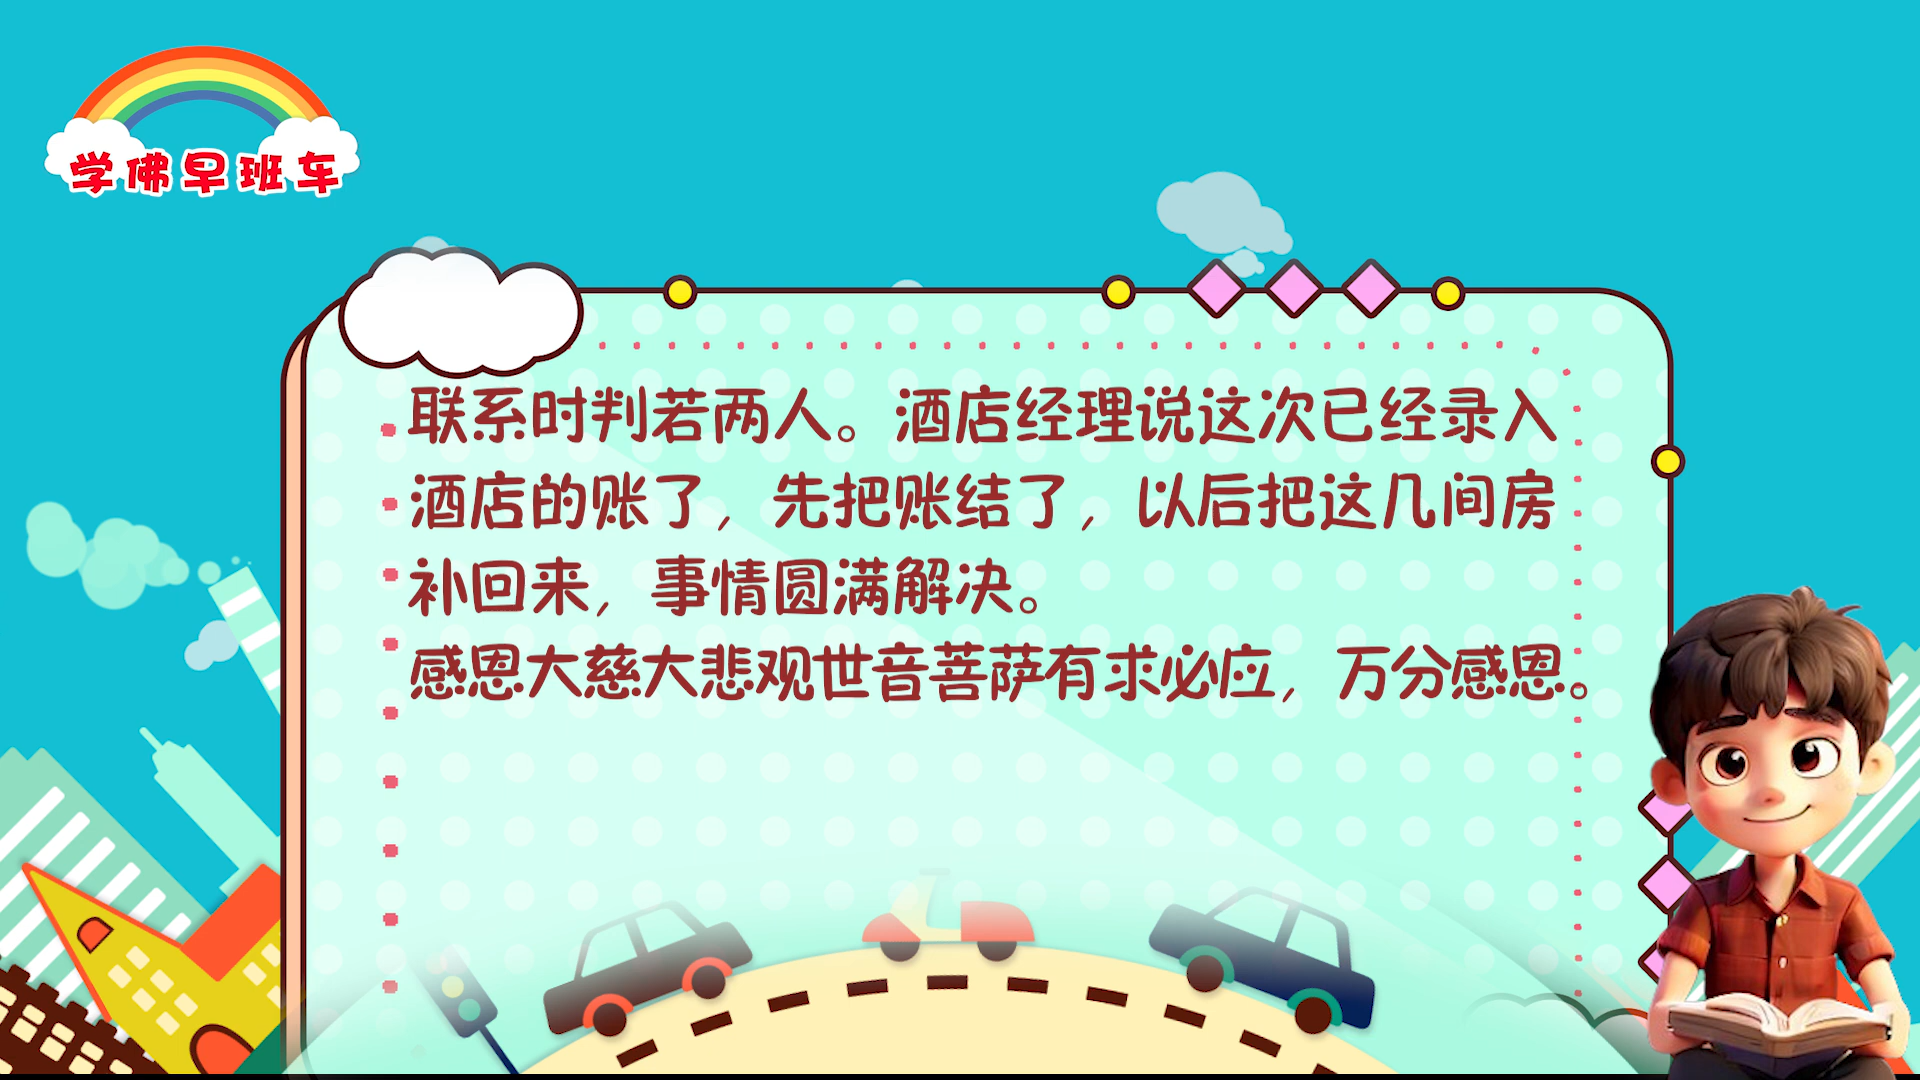 学佛早班车
联系时判若两人。酒店经理说这次已经录入
酒店的账了，先把账结了，以后把这几间房
补回来，事情圆满解决。
感恩大慈大悲观世音菩萨有求必应，万分感恩。